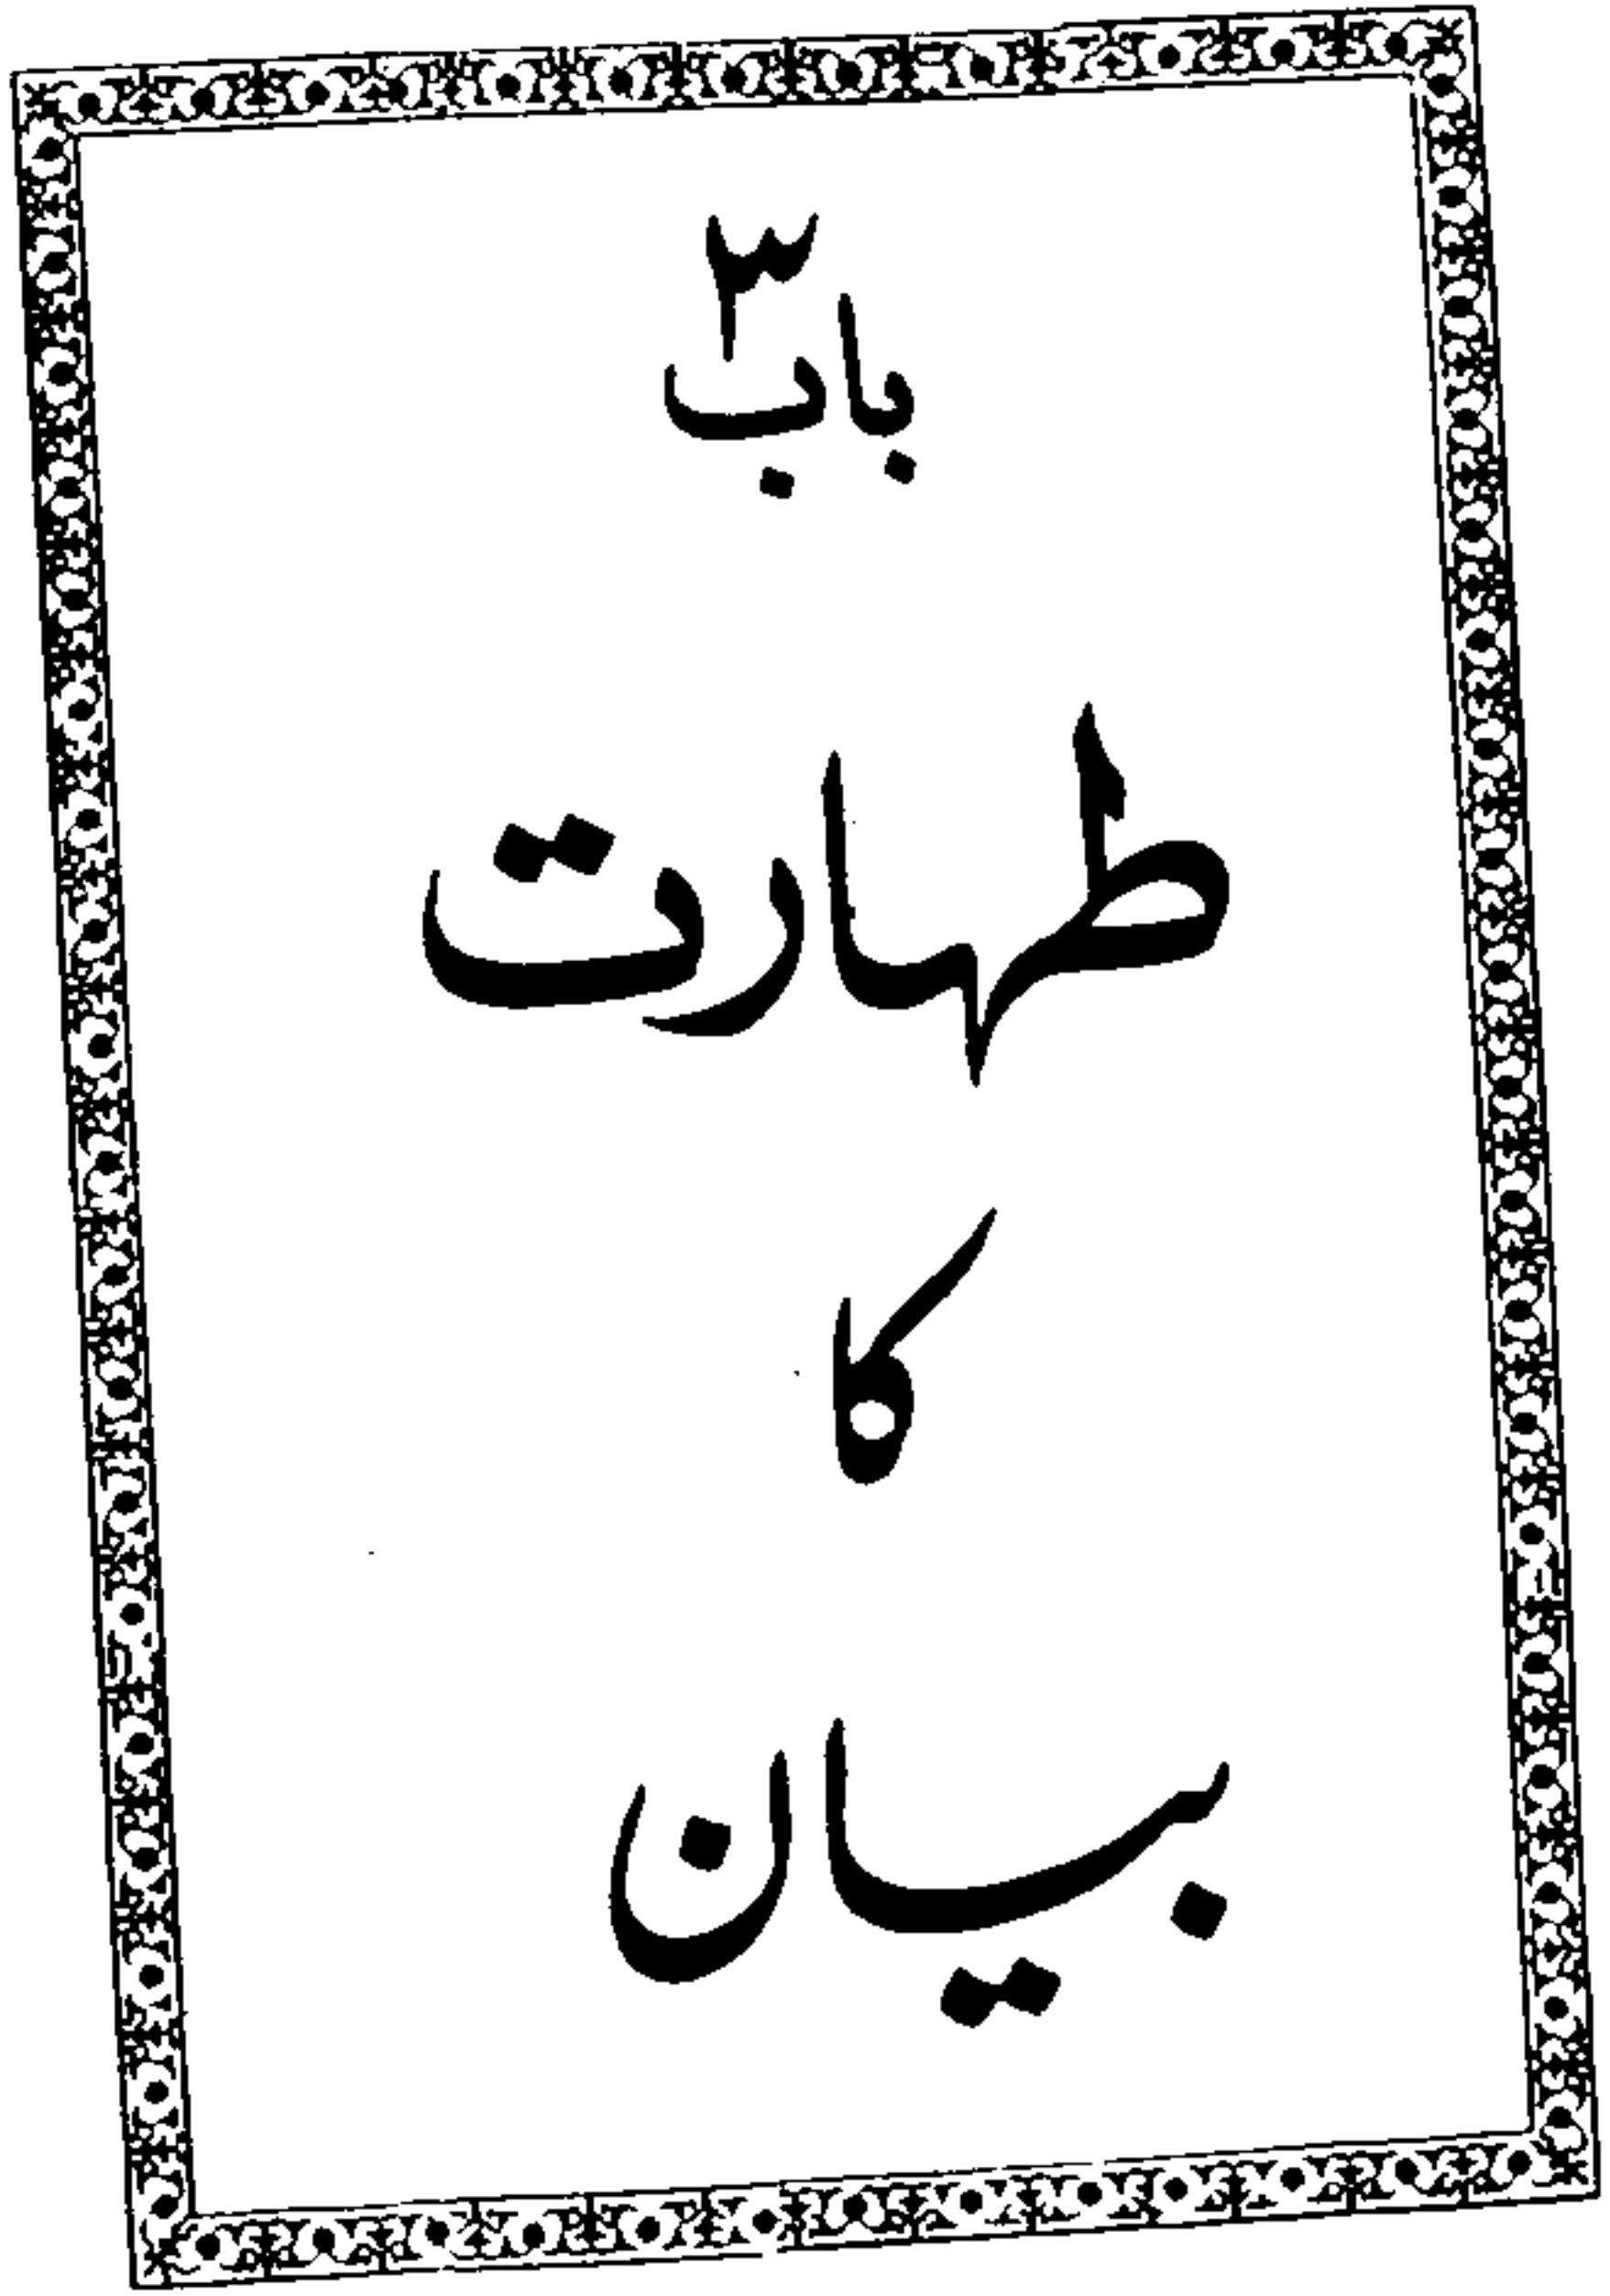 باب ۳
طہارت
کا
بیان